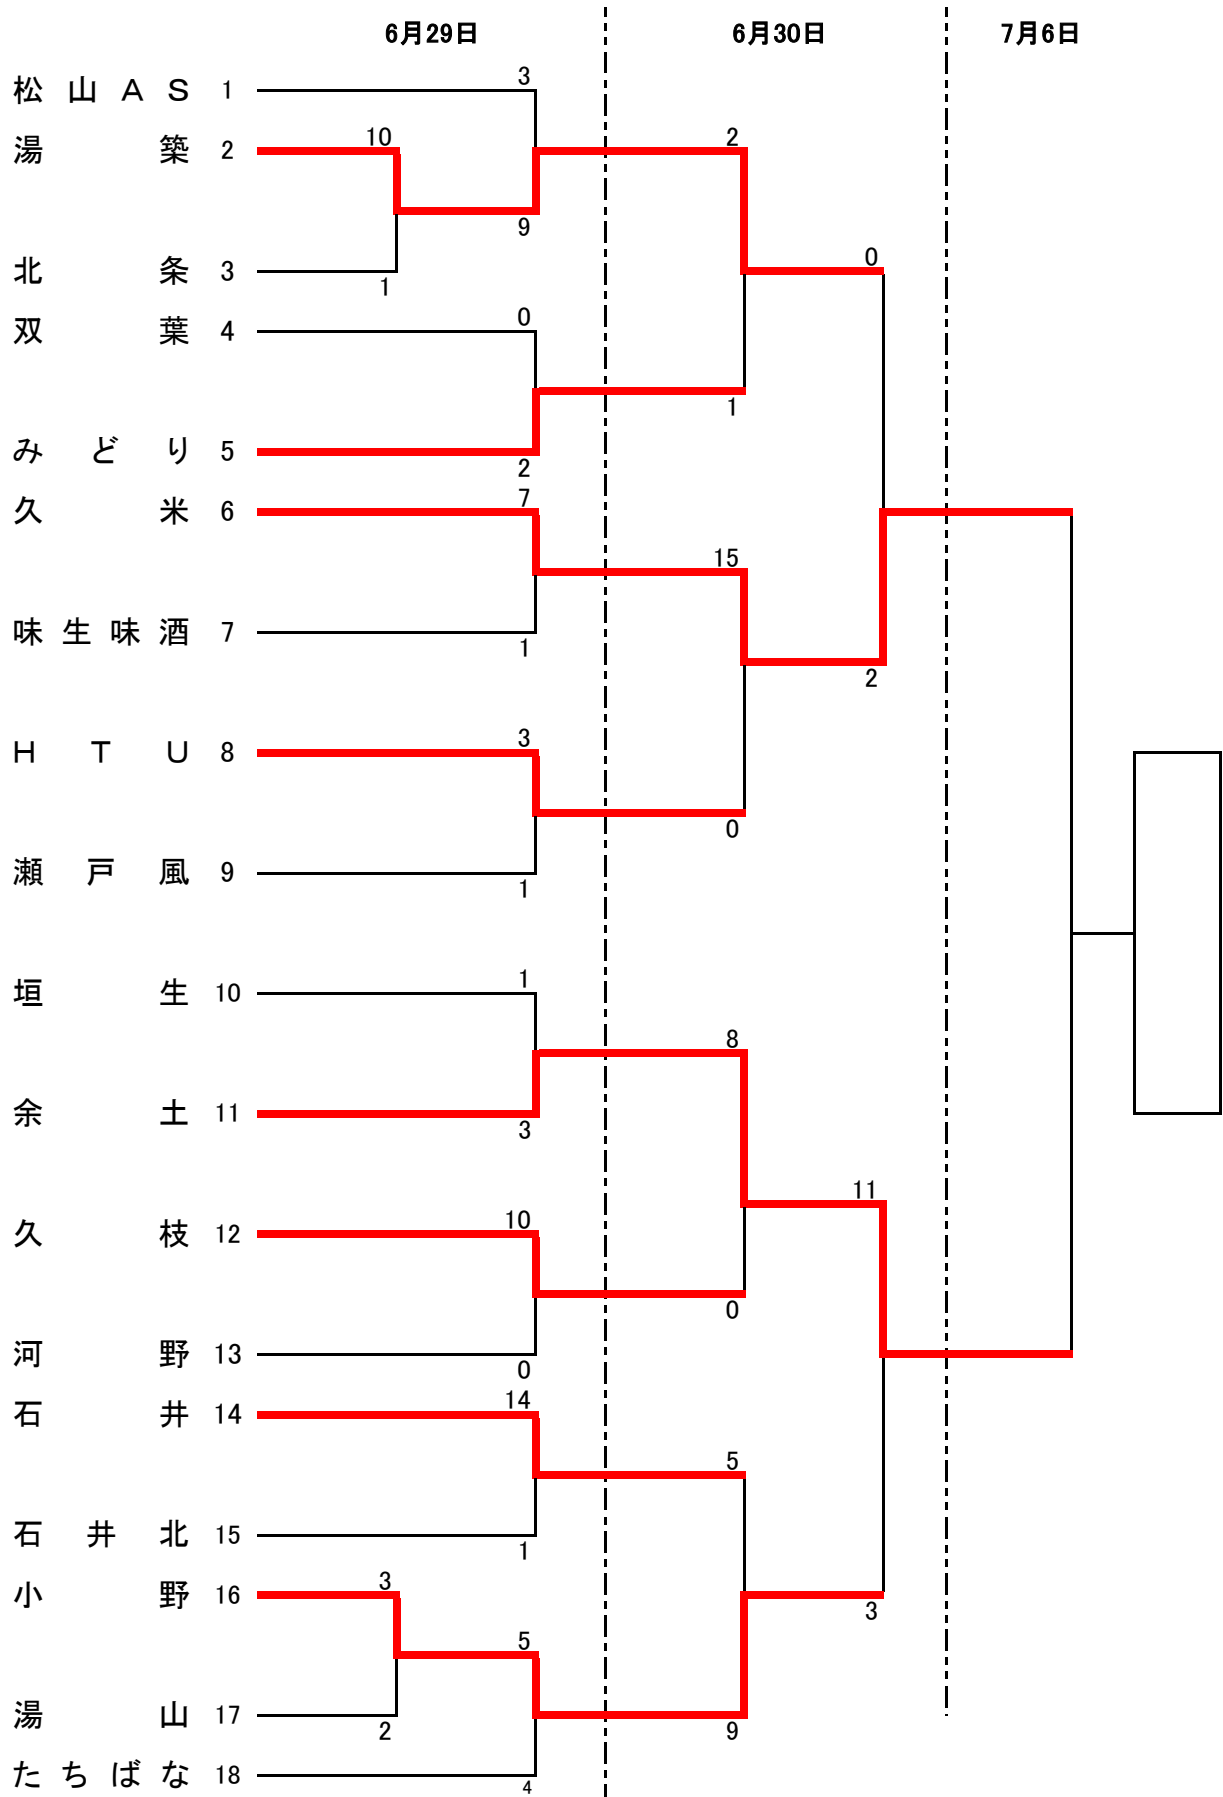 6月29日 6月30日 7月6日
3
松山AS 1
10 2
湯築 2
9
0
北条 3
1
0
双葉 4
1
みどり 5
2
7
久米 6
15
味生味酒 7
1
2
3
HTU 8
0
瀬戸風 9
1
1
垣生 10
8
余土 11
3
11
10
久枝 12
0
河野 13
0
14
石井 14
5
石井北 15
1
3
小野 16
3
5
湯山 17
2 9
たちばな 18
4